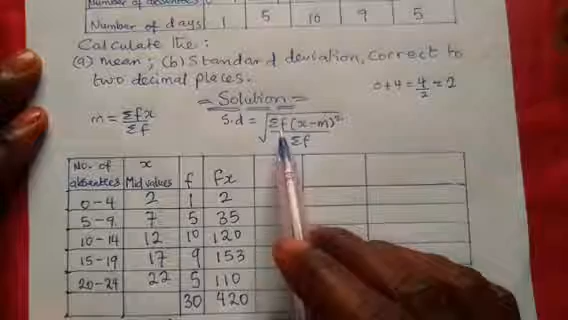 Number of absentees
Number of days 1 5 10 9 5
Calculate the:
(a) mean; (b) Standard deviation, correct to
two decimal places.
0+4=4/2=2
= Solution =
m = Σfx/Σf
S.d = √Σf(x-m)²/Σf
No. of absentees x Mid values f fx
0-4 2 1 2
5-9 7 5 35
10-14 12 10 120
15-19 17 9 153
20-24 22 5 110
30 420